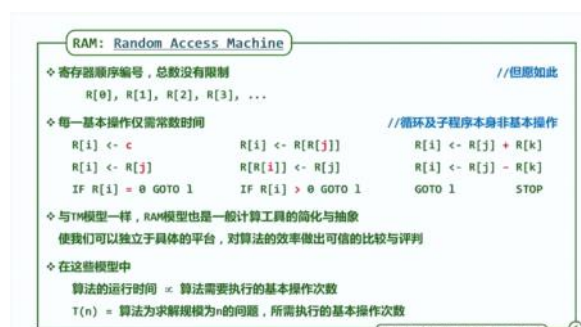 RAM: Random Access Machine
❖ 寄存器顺序编号，总数没有限制 //但愿如此
R[0], R[1], R[2], R[3], ...
❖ 每一基本操作仅需常数时间 //循环及子程序本身非基本操作
R[i] <- c R[i] <- R[R[j]] R[i] <- R[j] + R[k]
R[i] <- R[j] R[R[i]] <- R[j] R[i] <- R[j] - R[k]
IF R[i] = 0 GOTO l IF R[i] > 0 GOTO l GOTO l STOP
❖ 与TM模型一样，RAM模型也是一般计算工具的简化与抽象
使我们可以独立于具体的平台，对算法的效率做出可信的比较与评判
❖ 在这些模型中
算法的运行时间 ∝ 算法需要执行的基本操作次数
T(n) = 算法为求解规模为n的问题，所需执行的基本操作次数